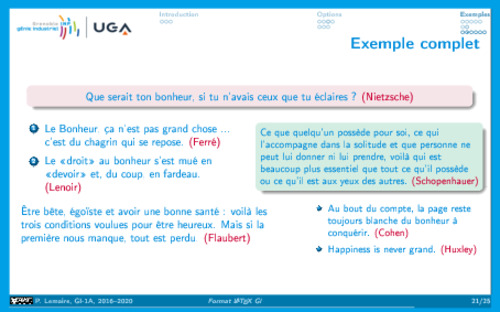 Grenoble INP
génie industriel
UGA
Introduction
Options
Exemples
Exemple complet
Que serait ton bonheur, si tu n'avais ceux que tu éclaires ? (Nietzsche)
1 Le Bonheur. ça n'est pas grand chose ...
c'est du chagrin qui se repose. (Ferré)
2 Le «droit» au bonheur s'est mué en
«devoir» et, du coup. en fardeau.
(Lenoir)
Être bête, égoïste et avoir une bonne santé : voilà les
trois conditions voulues pour être heureux. Mais si la
première nous manque, tout est perdu. (Flaubert)
Ce que quelqu'un possède pour soi, ce qui
l'accompagne dans la solitude et que personne ne
peut lui donner ni lui prendre, voilà qui est
beaucoup plus essentiel que tout ce qu'il possède
ou ce qu'il est aux yeux des autres. (Schopenhauer)
Au bout du compte, la page reste
toujours blanche du bonheur à
conquérir. (Cohen)
Happiness is never grand. (Huxley)
P. Lemaire, GI-1A, 2016–2020
Format LATEX GI
21/25